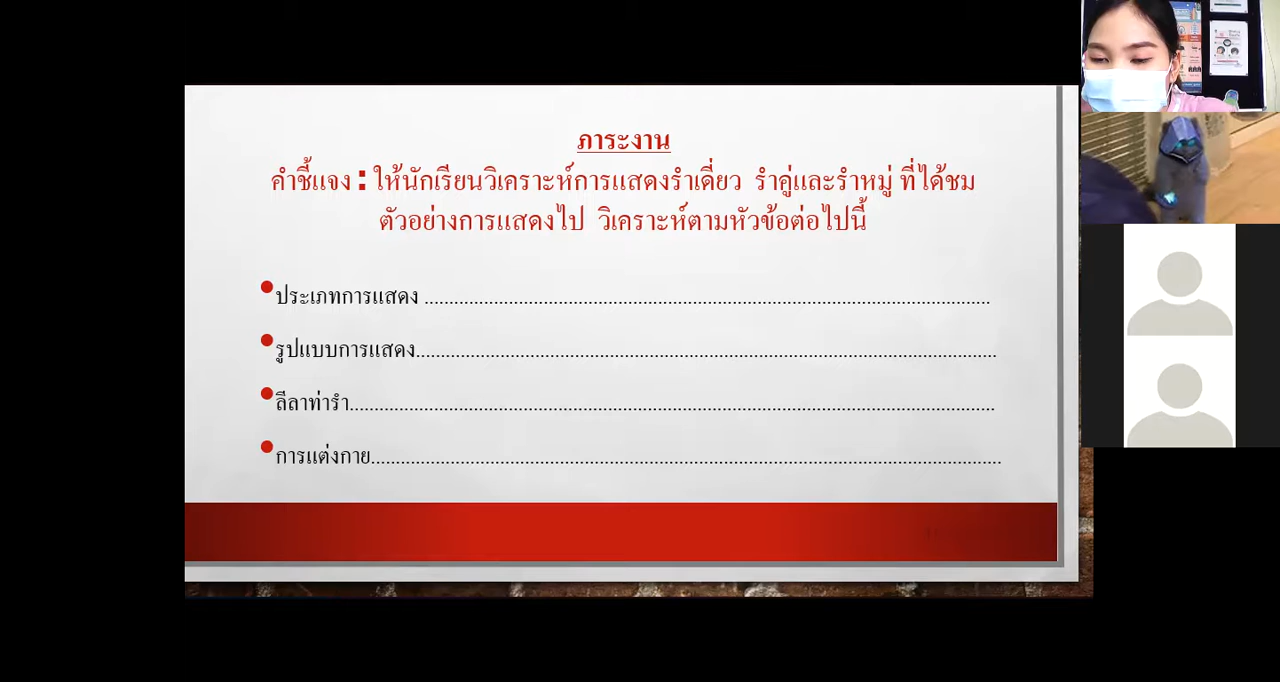 ภาระงาน
คำชี้แจง : ให้นักเรียนวิเคราะห์การแสดงรำเดี่ยว รำคู่และรำหมู่ ที่ได้ชม
ตัวอย่างการแสดงไป วิเคราะห์ตามหัวข้อต่อไปนี้
•ประเภทการแสดง ..................................................................................................................
•รูปแบบการแสดง.....................................................................................................................
•ลีลาท่ารำ..................................................................................................................................
•การแต่งกาย...............................................................................................................................